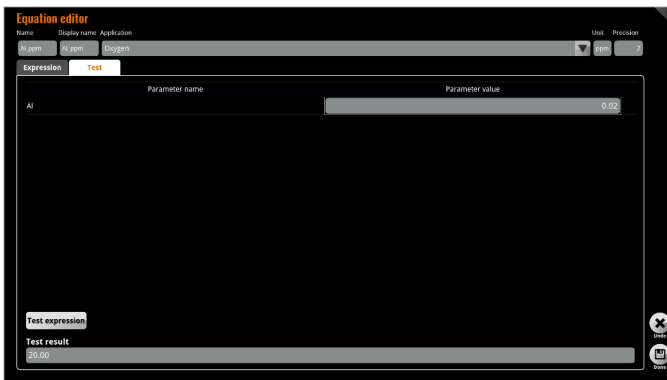 Equation editor
Name Display name Application Unit Precision
Al ppm Al ppm Oxygen ppm 2
Expression Test
Parameter name Parameter value
Al 0.02
Test expression
Undo
Test result
20.00
Done